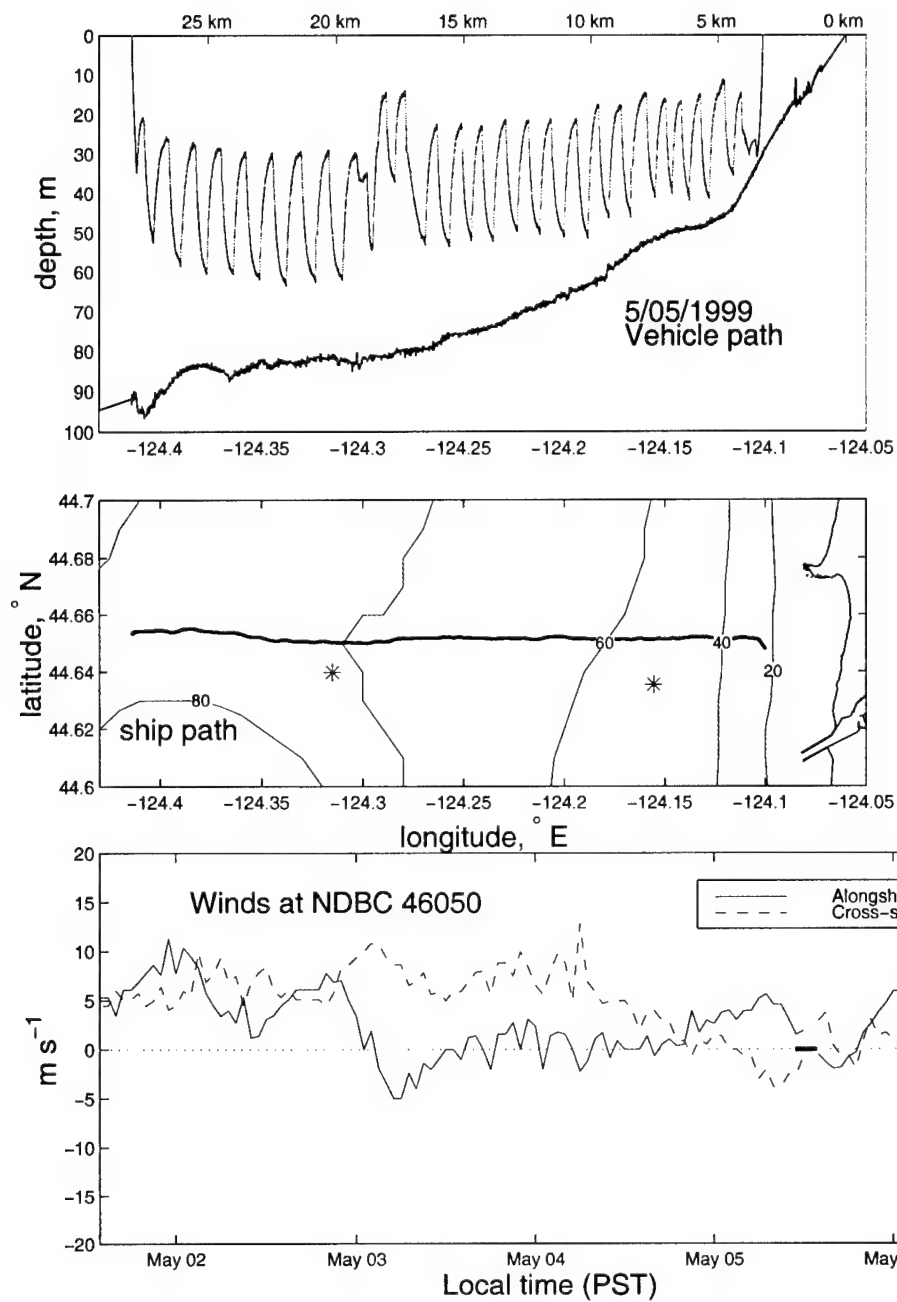 25 km 20 km 15 km 10 km 5 km 0 km
0
10
20
30
40
50
60
70
80
90
100
depth, m
5/05/1999
Vehicle path
−124.4 −124.35 −124.3 −124.25 −124.2 −124.15 −124.1 −124.05
44.7
44.68
44.66
44.64
44.62
44.6
latitude, ° N
60 40
20
80
ship path
−124.4 −124.35 −124.3 −124.25 −124.2 −124.15 −124.1 −124.05
longitude, ° E
20
15
10
5
0
−5
−10
−15
−20
m s⁻¹
Winds at NDBC 46050
Alongsh
Cross-s
May 02 May 03 May 04 May 05 May
Local time (PST)